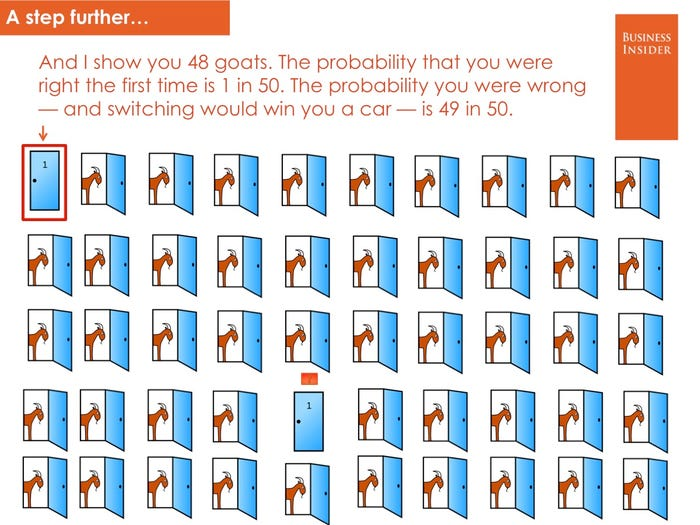 A step further…
BUSINESS
INSIDER
And I show you 48 goats. The probability that you were
right the first time is 1 in 50. The probability you were wrong
— and switching would win you a car — is 49 in 50.
1
1